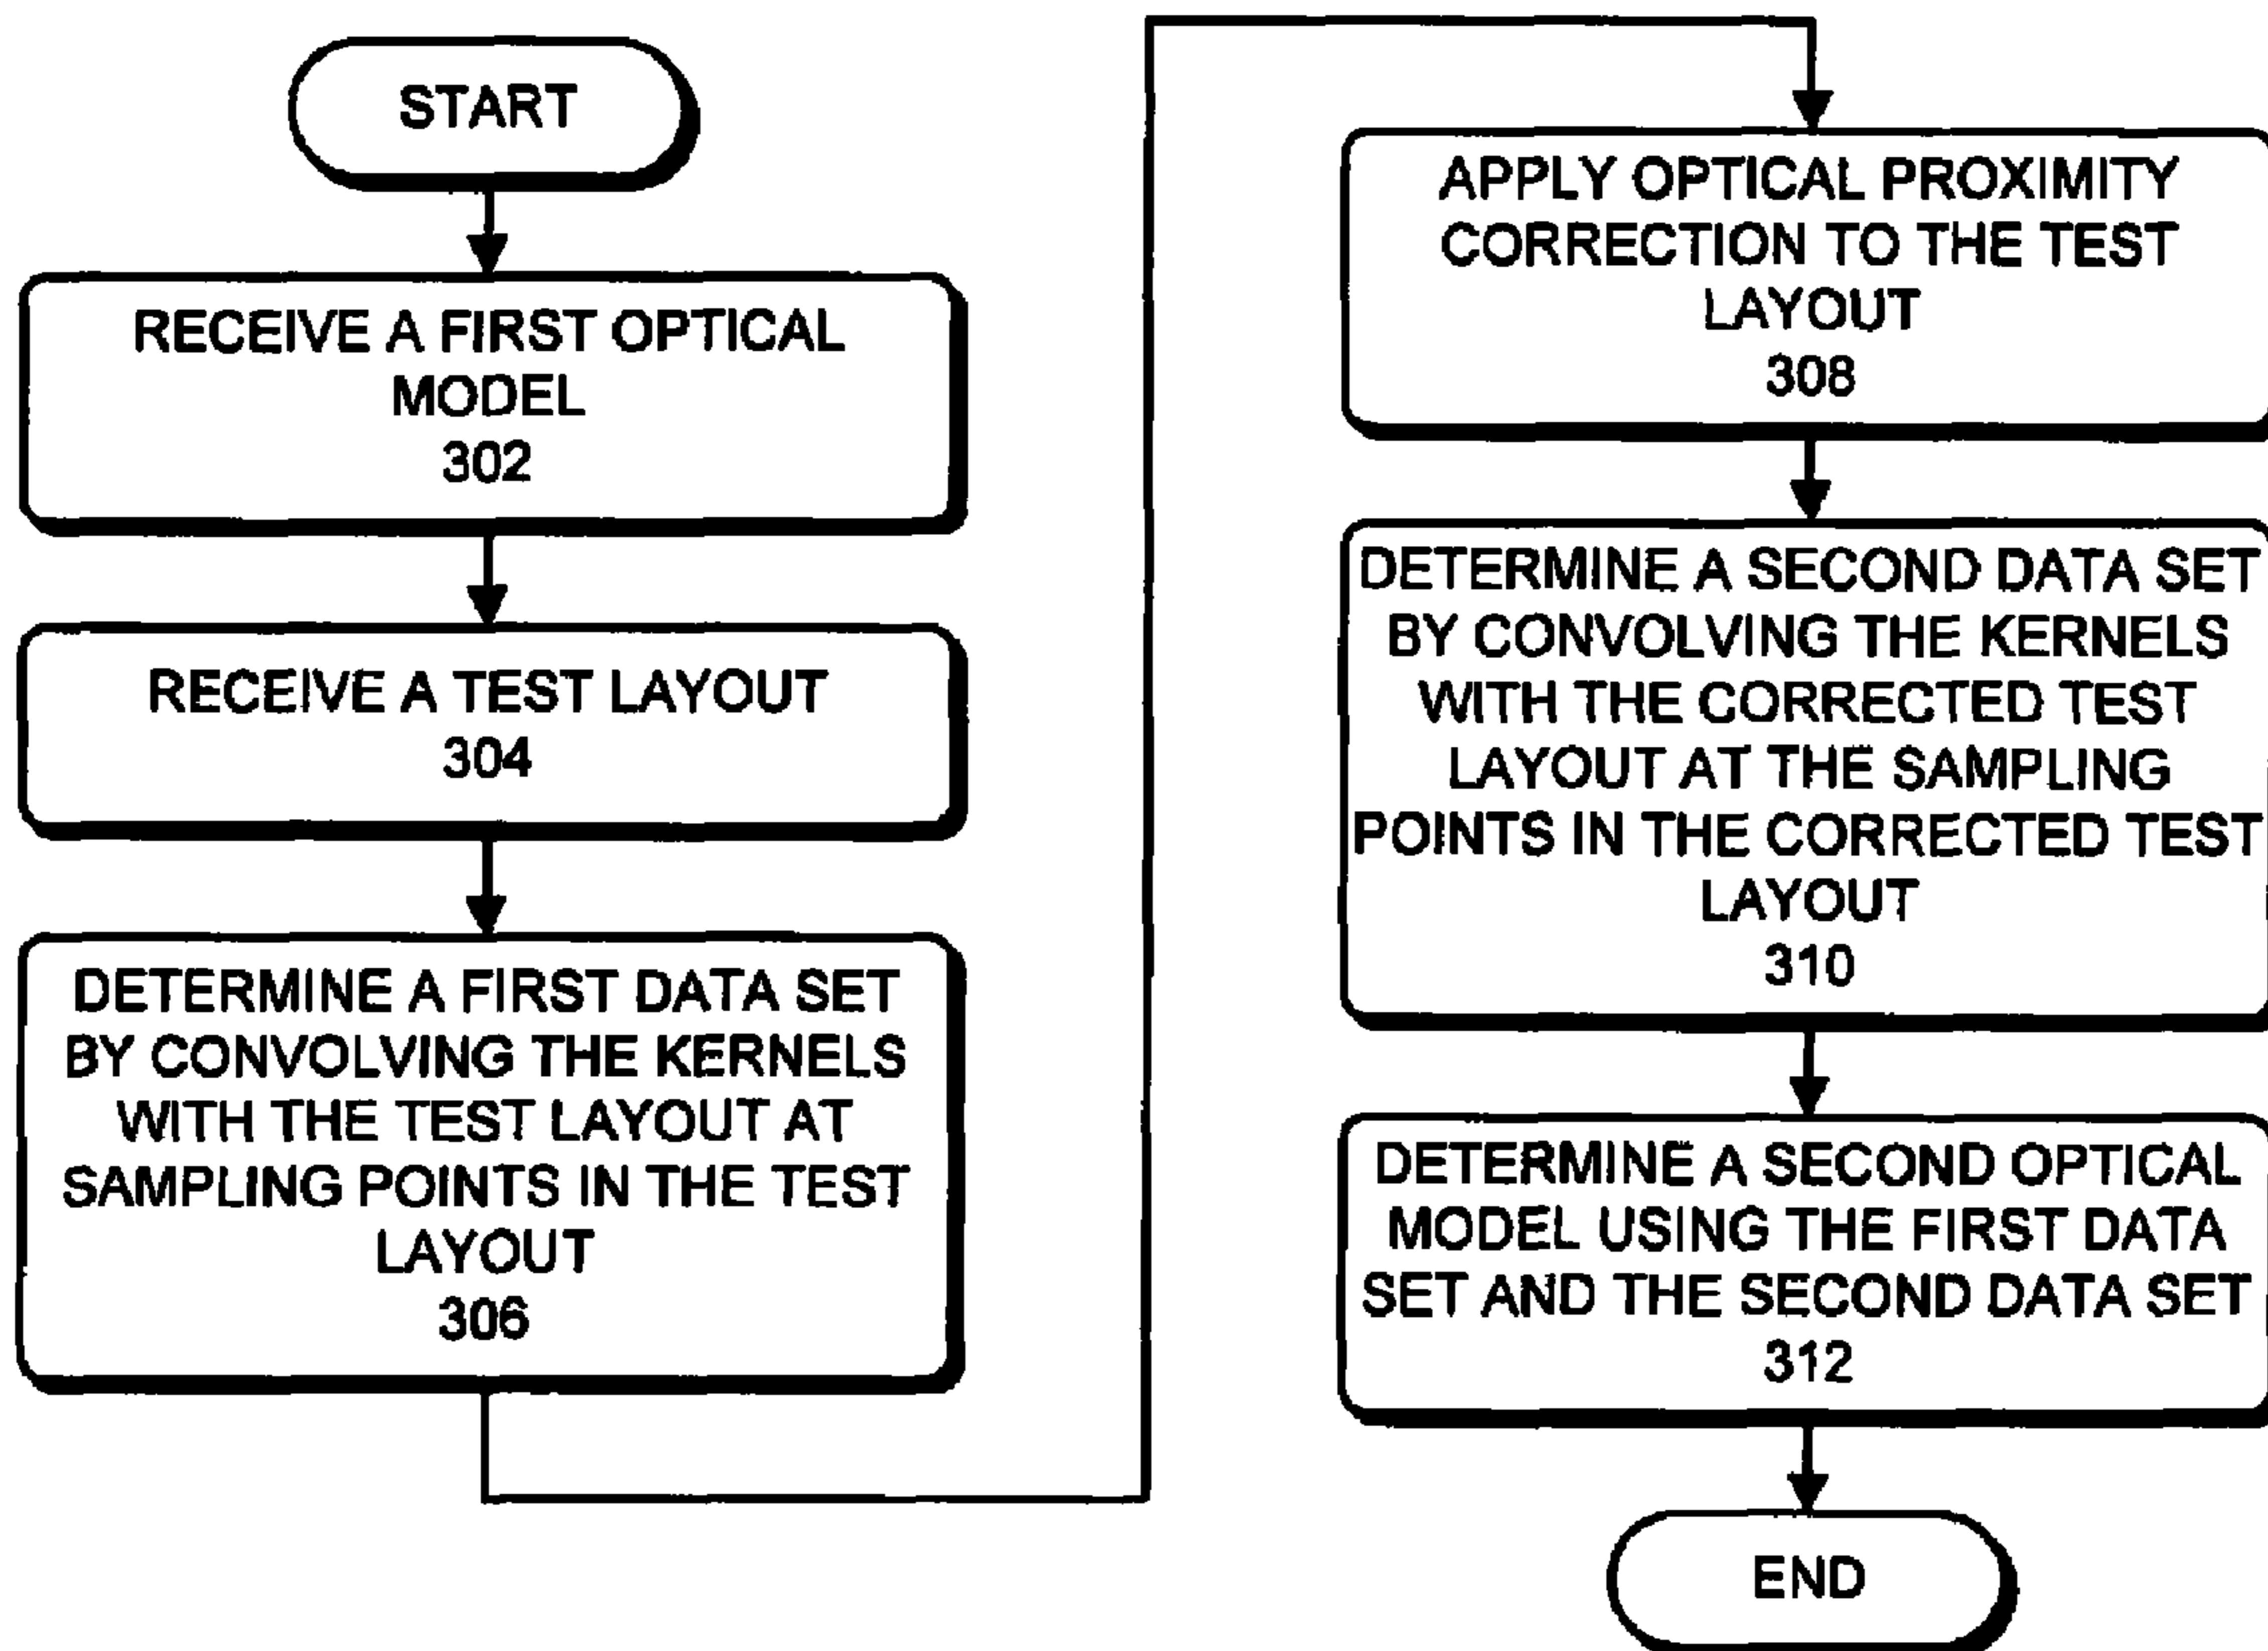 START
RECEIVE A FIRST OPTICAL
MODEL
302
RECEIVE A TEST LAYOUT
304
DETERMINE A FIRST DATA SET
BY CONVOLVING THE KERNELS
WITH THE TEST LAYOUT AT
SAMPLING POINTS IN THE TEST
LAYOUT
306
APPLY OPTICAL PROXIMITY
CORRECTION TO THE TEST
LAYOUT
308
DETERMINE A SECOND DATA SET
BY CONVOLVING THE KERNELS
WITH THE CORRECTED TEST
LAYOUT AT THE SAMPLING
POINTS IN THE CORRECTED TEST
LAYOUT
310
DETERMINE A SECOND OPTICAL
MODEL USING THE FIRST DATA
SET AND THE SECOND DATA SET
312
END